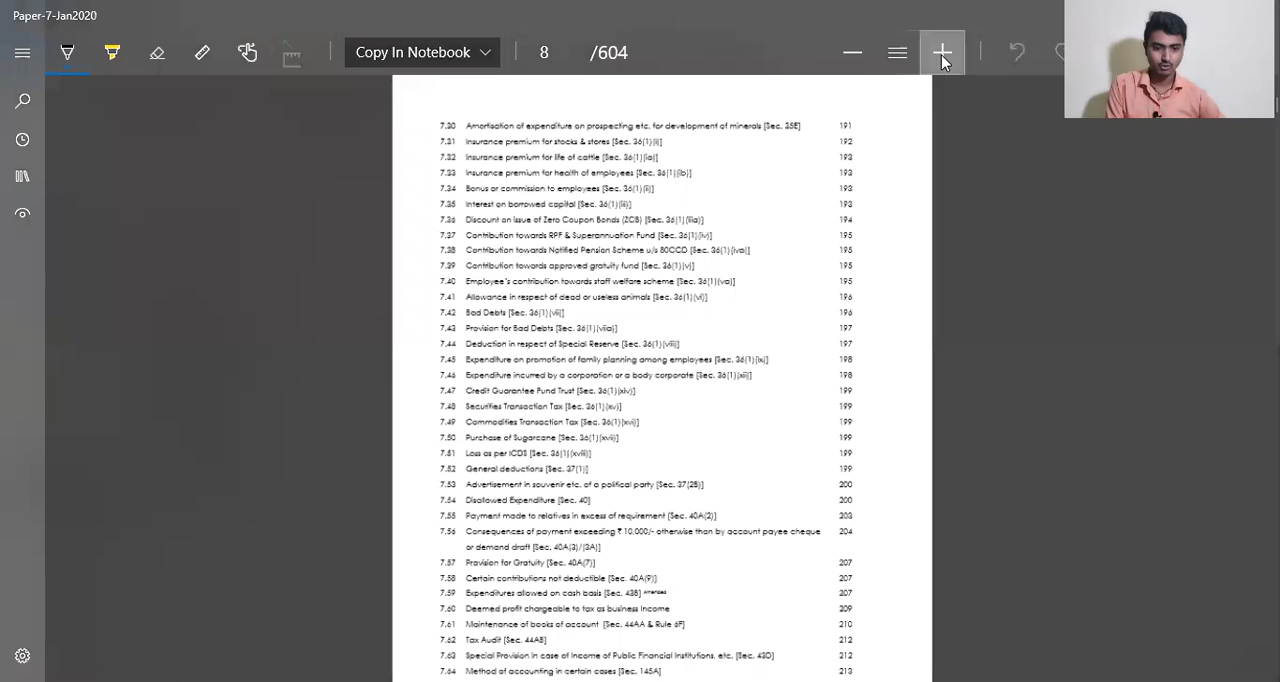 Paper-7-Jan2020
Copy In Notebook
8 /604
7.30 Amortisation of expenditure on prospecting etc. for development of minerals [Sec. 35E] 191
7.31 Insurance premium for stocks & stores [Sec. 36(1)(i)] 192
7.32 Insurance premium for life of cattle [Sec. 36(1)(ia)] 193
7.33 Insurance premium for health of employees [Sec. 36(1)(ib)] 193
7.34 Bonus or commission to employees [Sec. 36(1)(ii)] 193
7.35 Interest on borrowed capital [Sec. 36(1)(iii)] 193
7.36 Discount on issue of Zero Coupon Bonds (ZCB) [Sec. 36(1)(iiia)] 194
7.37 Contribution towards RPF & Superannuation Fund [Sec. 36(1)(iv)] 195
7.38 Contribution towards Notified Pension Scheme u/s 80CCD [Sec. 36(1)(iva)] 195
7.39 Contribution towards approved gratuity fund [Sec. 36(1)(v)] 195
7.40 Employee's contribution towards staff welfare scheme [Sec. 36(1)(va)] 195
7.41 Allowance in respect of dead or useless animals [Sec. 36(1)(vi)] 196
7.42 Bad Debts [Sec. 36(1)(vii)] 196
7.43 Provision for Bad Debts [Sec. 36(1)(viia)] 197
7.44 Deduction in respect of Special Reserve [Sec. 36(1)(viii)] 197
7.45 Expenditure on promotion of family planning among employees [Sec. 36(1)(ix)] 198
7.46 Expenditure incurred by a corporation or a body corporate [Sec. 36(1)(xii)] 198
7.47 Credit Guarantee Fund Trust [Sec. 36(1)(xiv)] 199
7.48 Securities Transaction Tax [Sec. 36(1)(xv)] 199
7.49 Commodities Transaction Tax [Sec. 36(1)(xvi)] 199
7.50 Purchase of Sugarcane [Sec. 36(1)(xvii)] 199
7.51 Loss as per ICDS [Sec. 36(1)(xviii)] 199
7.52 General deductions [Sec. 37(1)] 199
7.53 Advertisement in souvenir etc. of a political party [Sec. 37(2B)] 200
7.54 Disallowed Expenditure [Sec. 40] 200
7.55 Payment made to relatives in excess of requirement [Sec. 40A(2)] 203
7.56 Consequences of payment exceeding ₹ 10,000/- otherwise than by account payee cheque 204
or demand draft [Sec. 40A(3)/(3A)]
7.57 Provision for Gratuity [Sec. 40A(7)] 207
7.58 Certain contributions not deductible [Sec. 40A(9)] 207
7.59 Expenditures allowed on cash basis [Sec. 43B] Amended 207
7.60 Deemed profit chargeable to tax as business income 209
7.61 Maintenance of books of account [Sec. 44AA & Rule 6F] 210
7.62 Tax Audit [Sec. 44AB] 212
7.63 Special Provision in case of Income of Public Financial Institutions, etc. [Sec. 43D] 212
7.64 Method of accounting in certain cases [Sec. 145A] 213